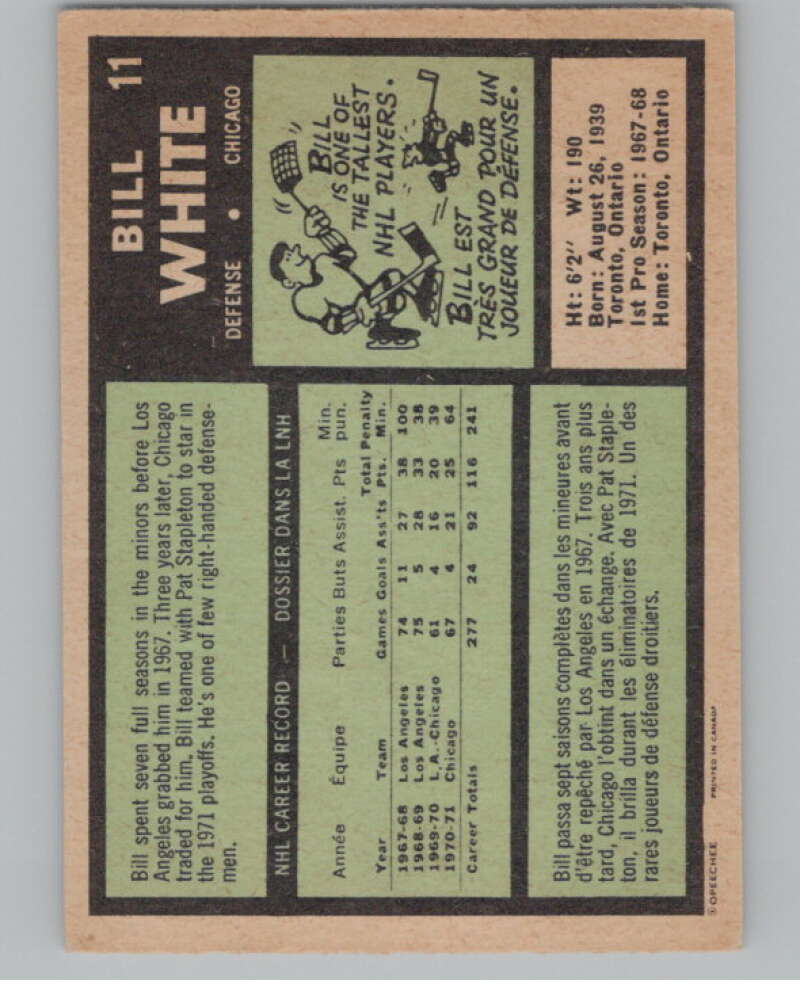 BILL 11
WHITE
DEFENSE • CHICAGO
Bill spent seven full seasons in the minors before Los
Angeles grabbed him in 1967. Three years later, Chicago
traded for him. Bill teamed with Pat Stapleton to star in
the 1971 playoffs. He's one of few right-handed defense-
men.
BILL
IS ONE OF
THE TALLEST
NHL PLAYERS.
BILL EST
TRÈS GRAND POUR UN
JOUEUR DE DÉFENSE.
NHL CAREER RECORD — DOSSIER DANS LA LNH
Année Équipe Parties Buts Assist. Pts Min. pun.
Year Team Games Goals Ass'ts Total Pts. Penalty Min.
1967-68 Los Angeles 74 11 27 38 100
1968-69 Los Angeles 75 5 28 33 38
1969-70 L.A.-Chicago 61 4 16 20 39
1970-71 Chicago 67 4 21 25 64
Career Totals 277 24 92 116 241
Ht: 6'2" Wt: 190
Born: August 26, 1939
Toronto, Ontario
1st Pro Season: 1967-68
Home: Toronto, Ontario
Bill passa sept saisons complètes dans les mineures avant
d'être repêché par Los Angeles en 1967. Trois ans plus
tard, Chicago l'obtint dans un échange. Avec Pat Staple-
ton, il brilla durant les éliminatoires de 1971. Un des
rares joueurs de défense droitiers.
© OPEECHEE PRINTED IN CANADA